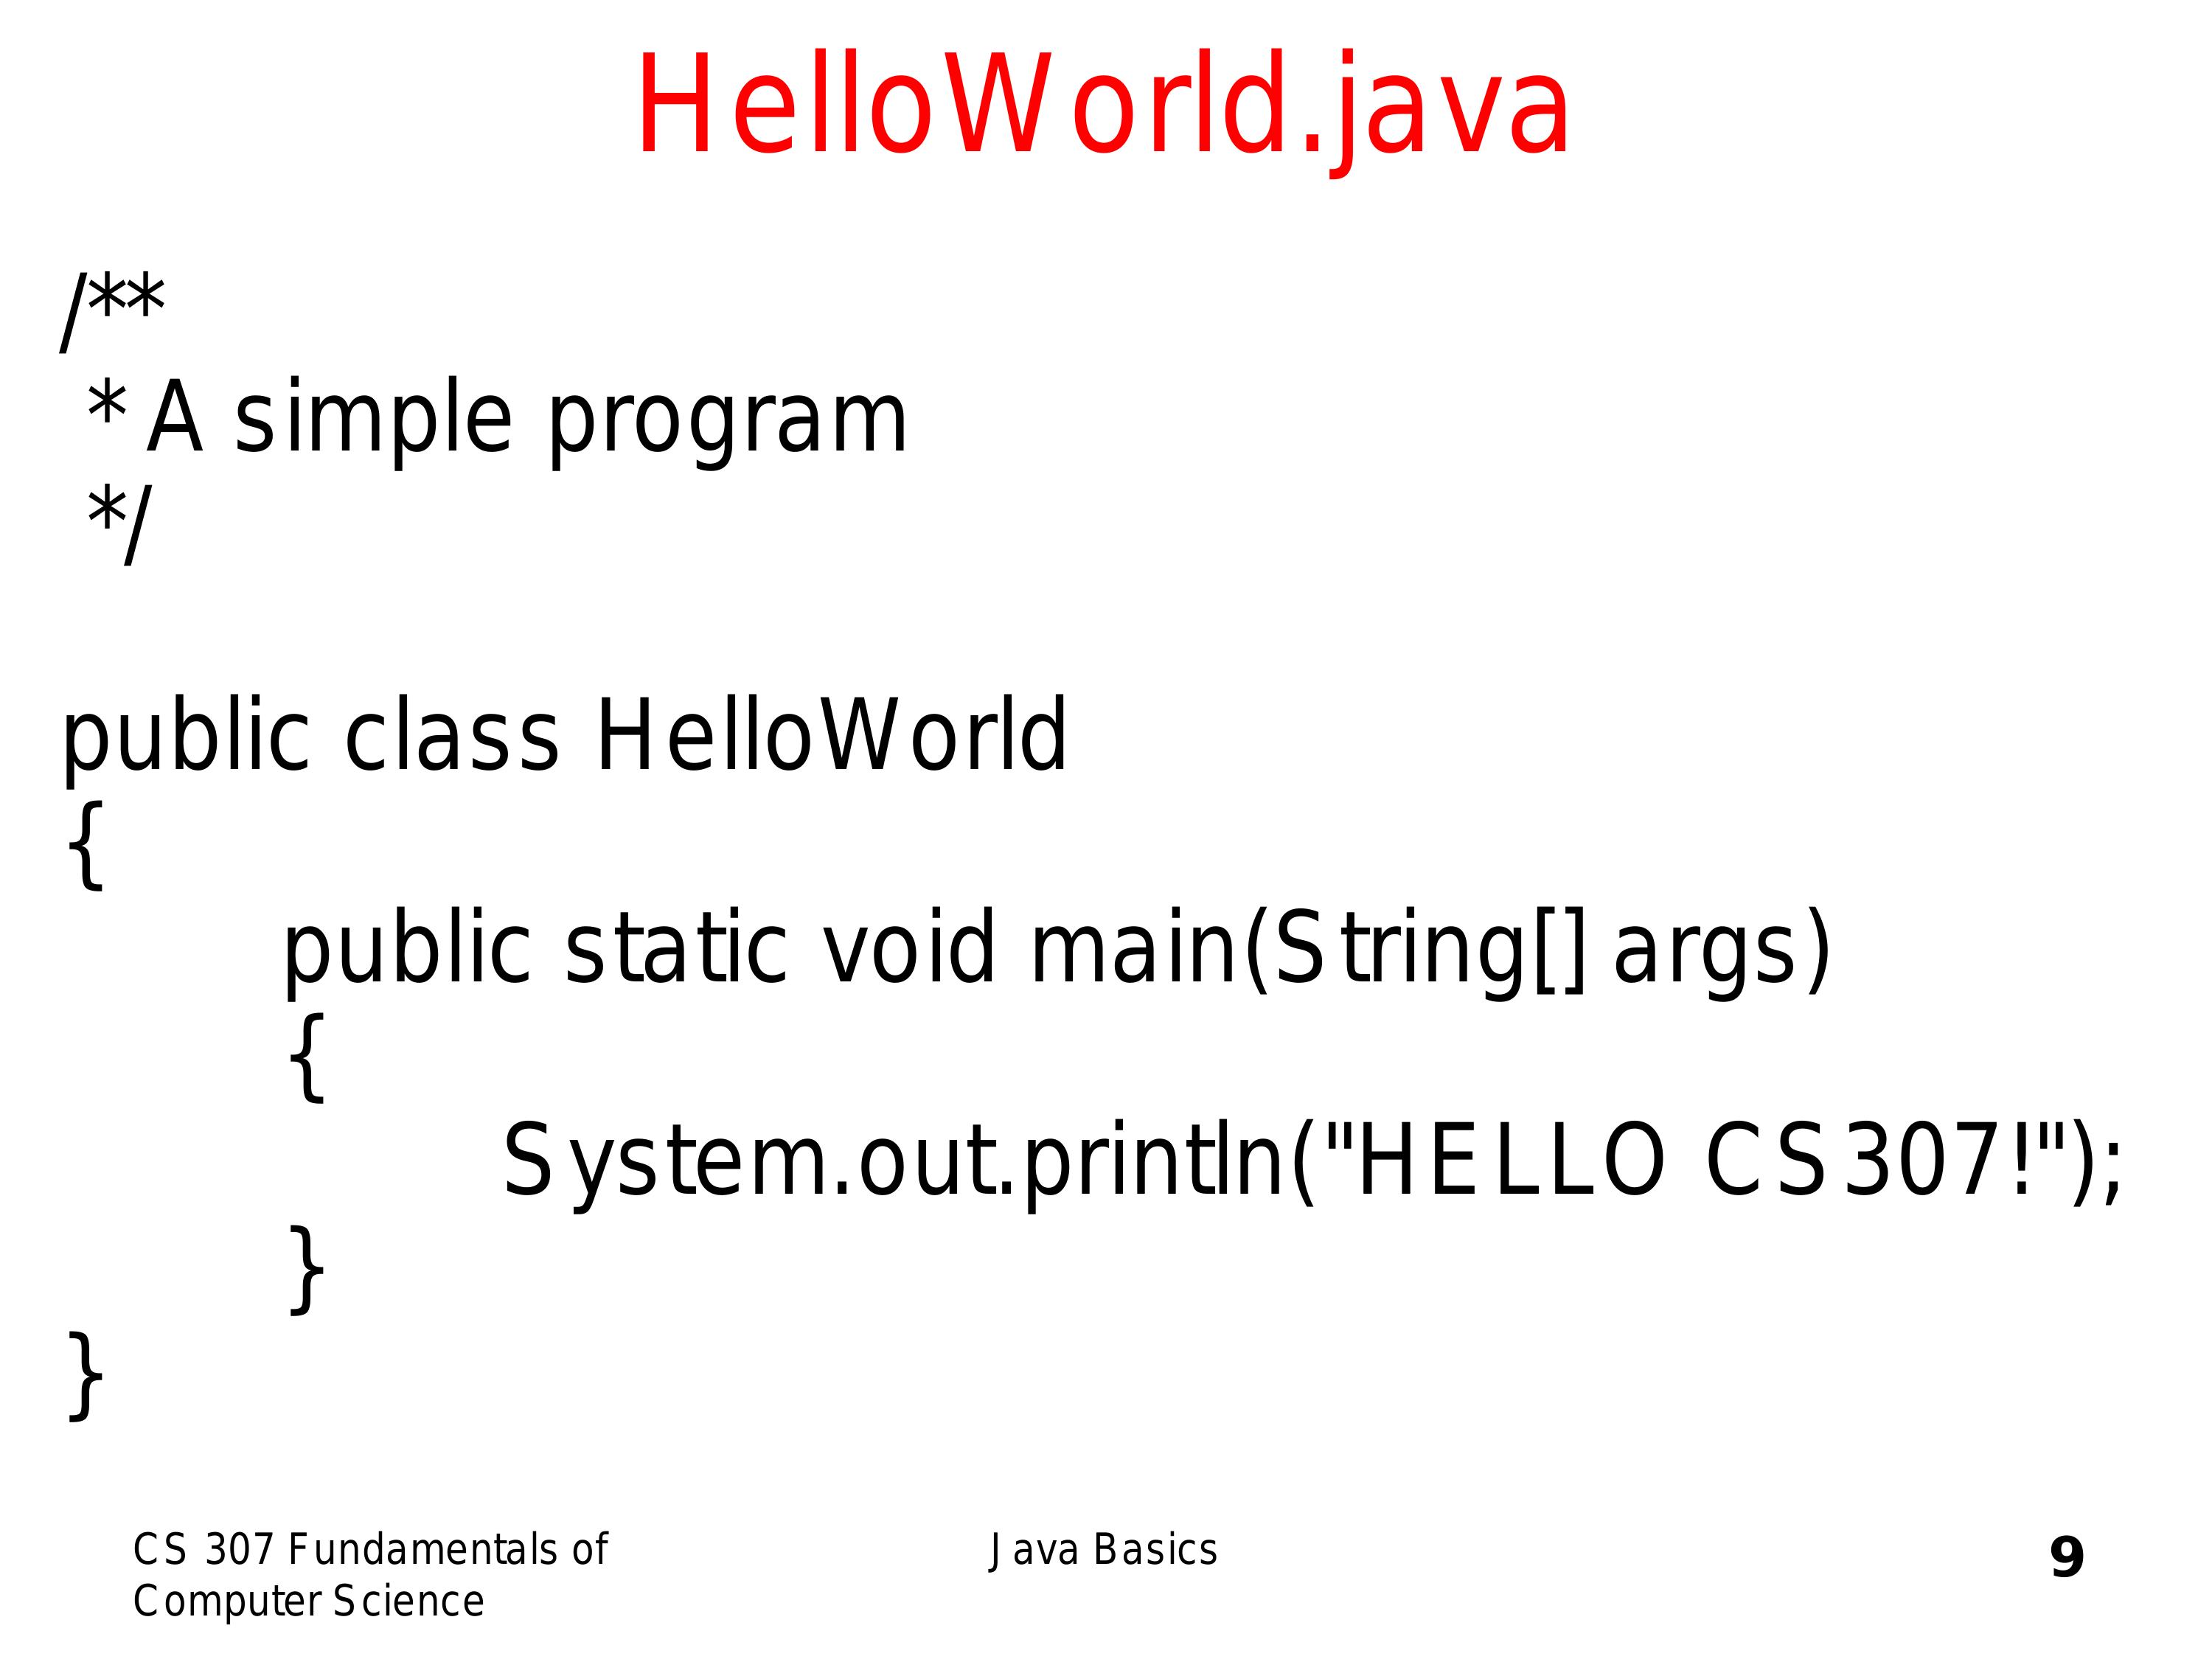 HelloWorld.java
/**
 * A simple program
 */
public class HelloWorld
{
	public static void main(String[] args)
	{
		System.out.println("HELLO CS307!");
	}
}
CS 307 Fundamentals of
Computer Science
Java Basics
9